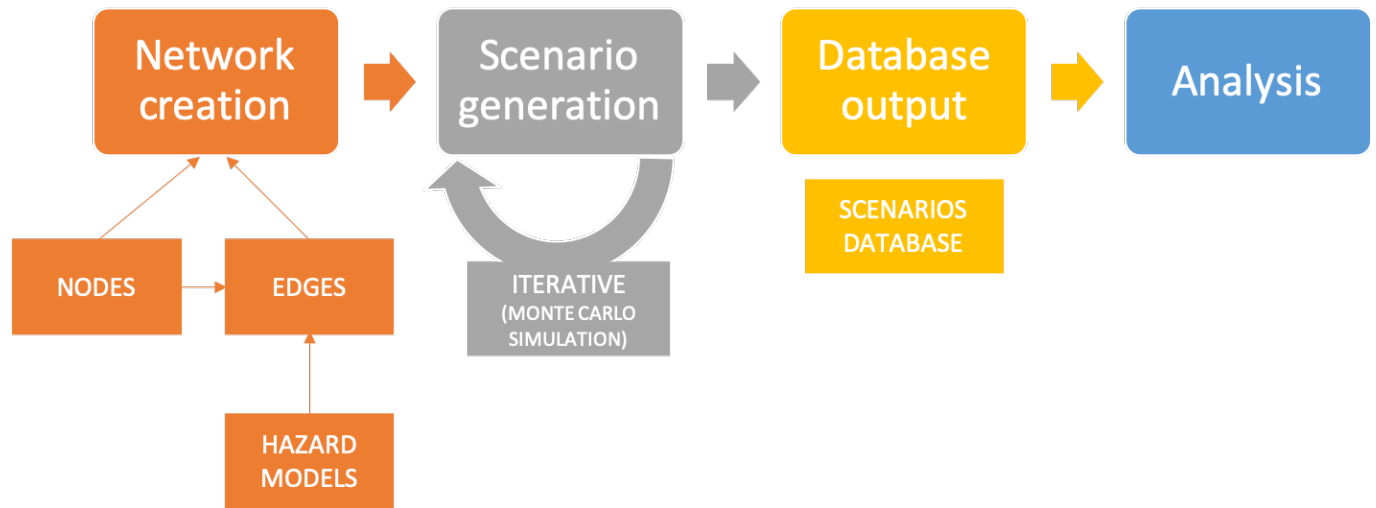 Network
creation
Scenario
generation
Database
output
Analysis
NODES
EDGES
HAZARD
MODELS
ITERATIVE
(MONTE CARLO
SIMULATION)
SCENARIOS
DATABASE